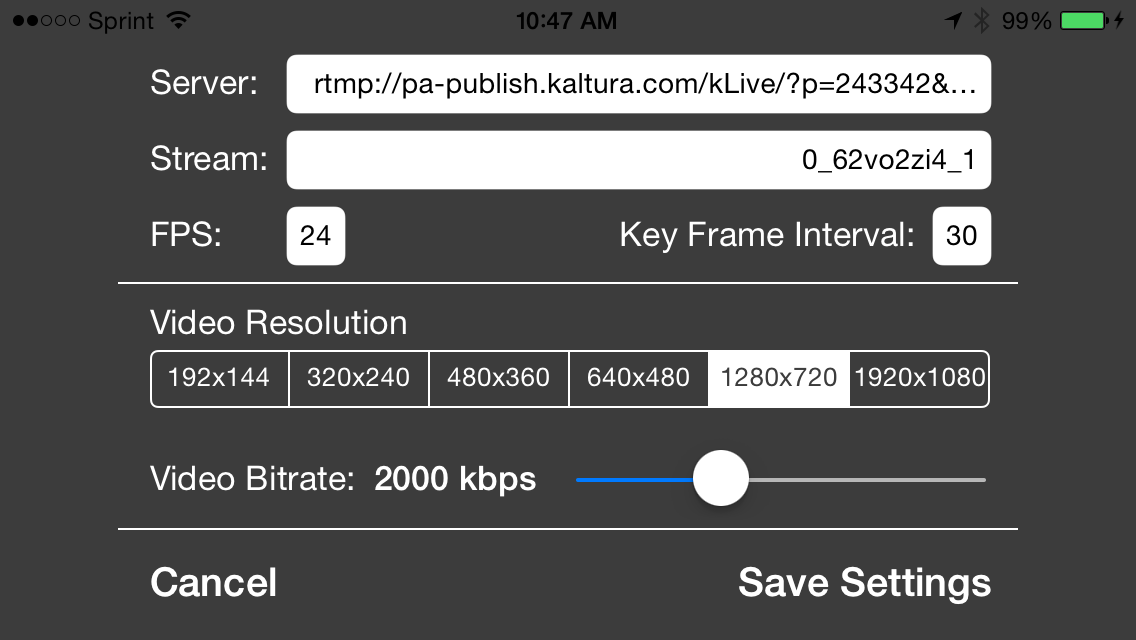 Sprint 10:47 AM 99%
Server: rtmp://pa-publish.kaltura.com/kLive/?p=243342&...
Stream: 0_62vo2zi4_1
FPS: 24 Key Frame Interval: 30
Video Resolution
192x144 320x240 480x360 640x480 1280x720 1920x1080
Video Bitrate: 2000 kbps
Cancel Save Settings